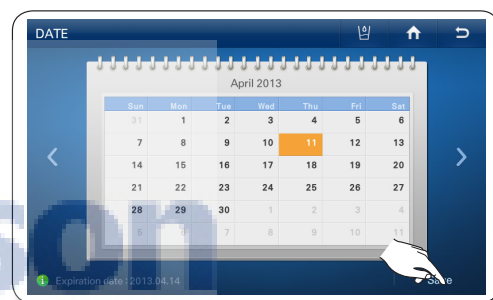 DATE
April 2013
Sun Mon Tue Wed Thu Fri Sat
31 1 2 3 4 5 6
7 8 9 10 11 12 13
14 15 16 17 18 19 20
21 22 23 24 25 26 27
28 29 30 1 2 3 4
5 6 7 8 9 10 11
Expiration date : 2013.04.14
Save
son